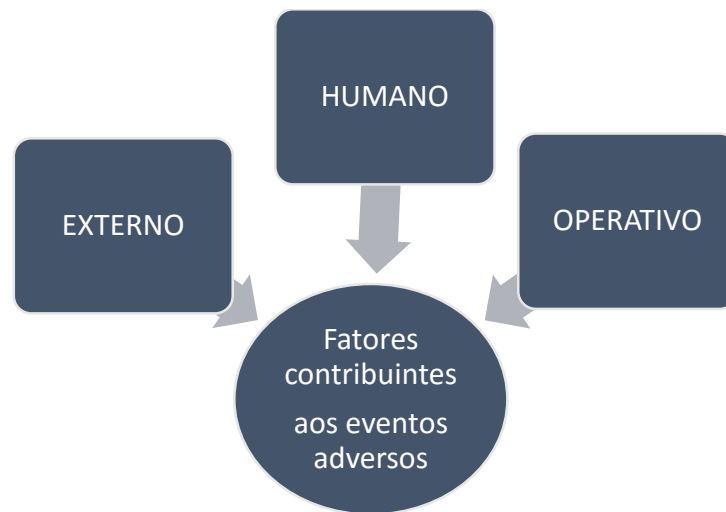 HUMANO
EXTERNO
OPERATIVO
Fatores
contribuintes
aos eventos
adversos